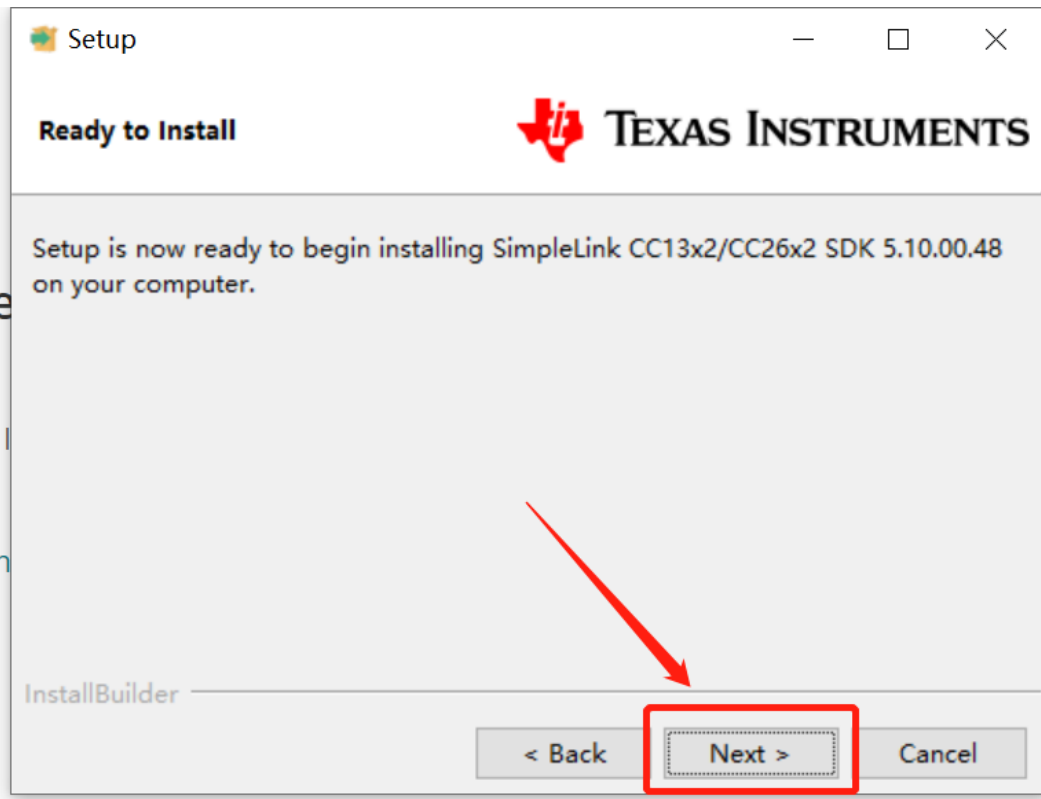 Setup
Ready to Install
TEXAS INSTRUMENTS
Setup is now ready to begin installing SimpleLink CC13x2/CC26x2 SDK 5.10.00.48
on your computer.
InstallBuilder
< Back
Next >
Cancel